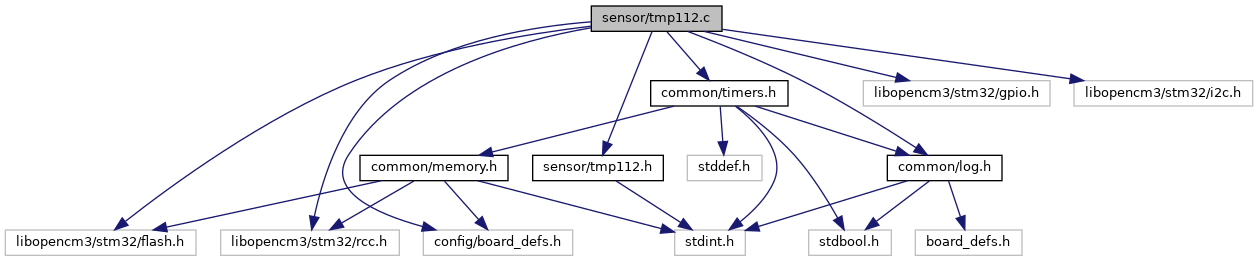 sensor/tmp112.c
common/timers.h
libopencm3/stm32/gpio.h
libopencm3/stm32/i2c.h
common/memory.h
sensor/tmp112.h
stddef.h
common/log.h
libopencm3/stm32/flash.h
libopencm3/stm32/rcc.h
config/board_defs.h
stdint.h
stdbool.h
board_defs.h